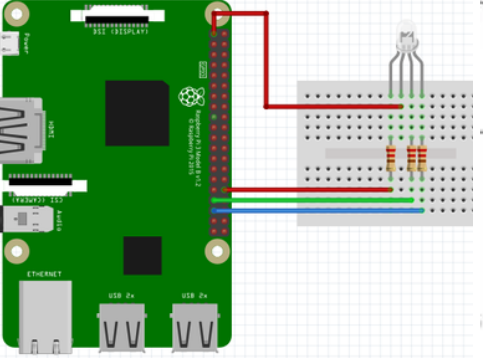 DSI (DISPLAY)
Power
GPIO
HDMI
Raspberry Pi 3 Model B v1.2
© Raspberry Pi 2015
CSI (CAMERA)
Audio
ETHERNET
USB 2x
USB 2x